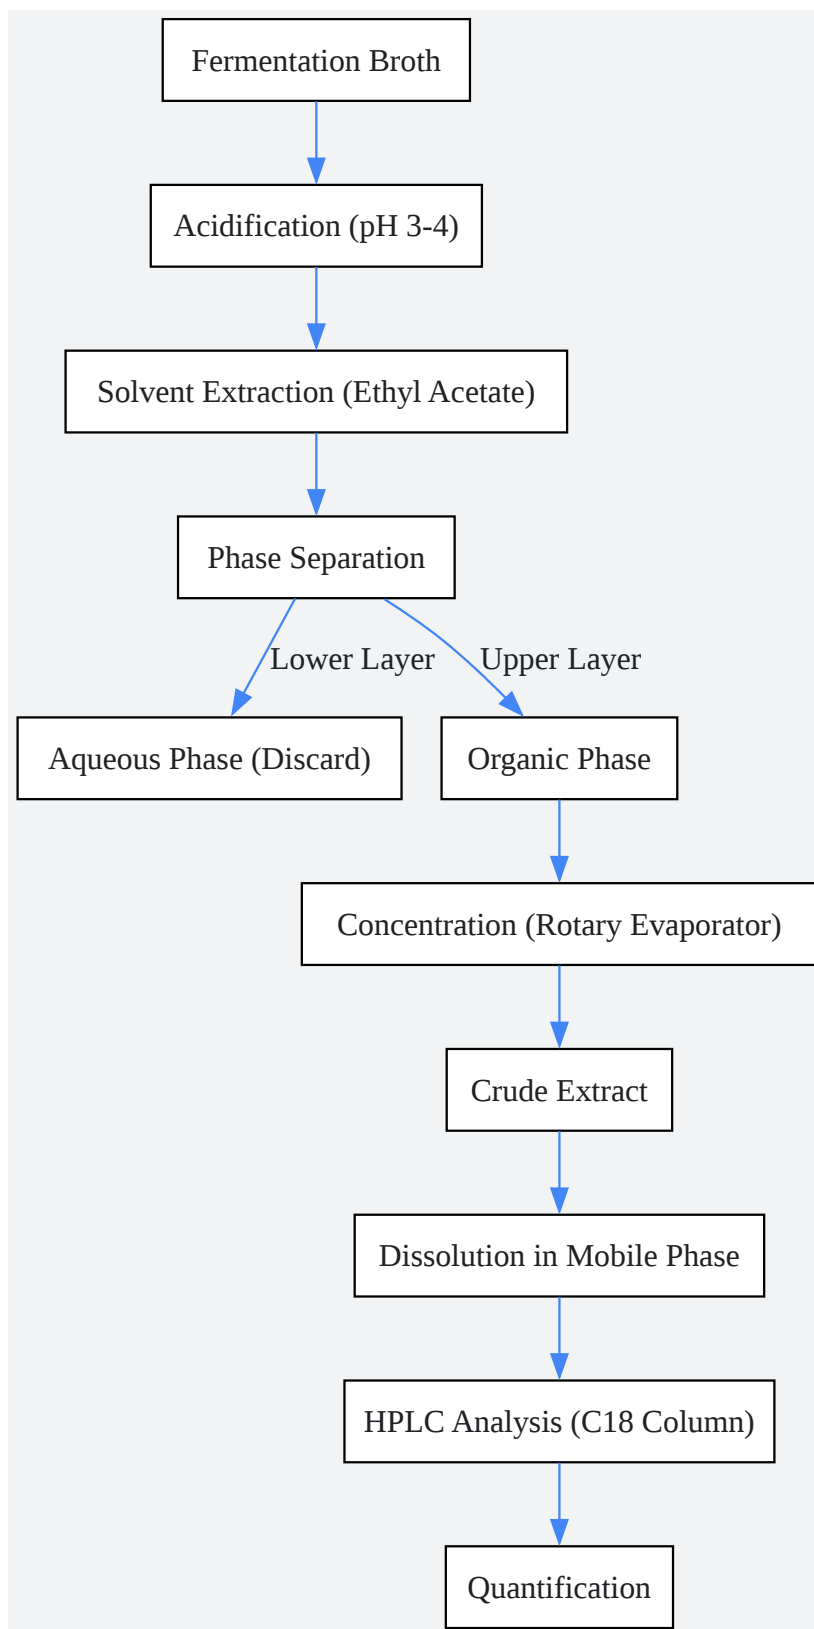 Fermentation Broth
Acidification (pH 3-4)
Solvent Extraction (Ethyl Acetate)
Phase Separation
Lower Layer
Upper Layer
Aqueous Phase (Discard)
Organic Phase
Concentration (Rotary Evaporator)
Crude Extract
Dissolution in Mobile Phase
HPLC Analysis (C18 Column)
Quantification